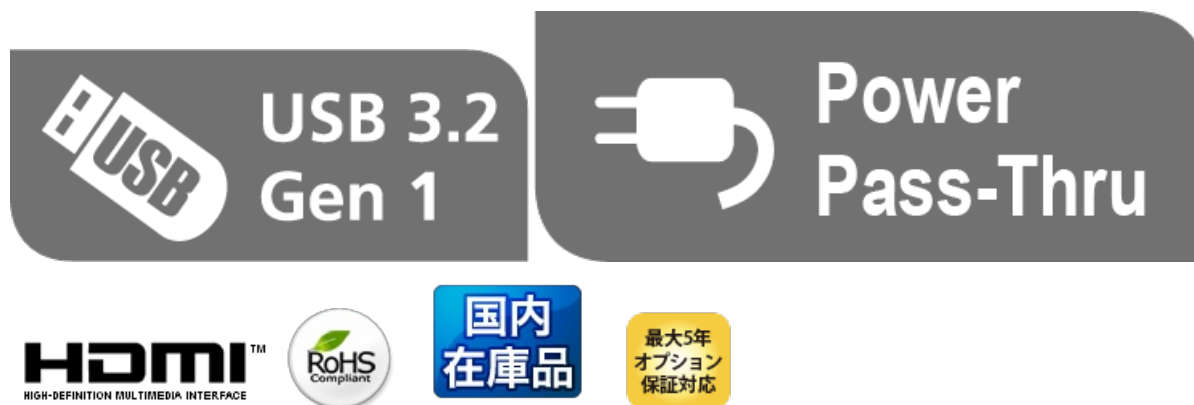 USB
USB 3.2
Gen 1
Power
Pass-Thru
HDMI™
HIGH-DEFINITION MULTIMEDIA INTERFACE
RoHS
Compliant
国内
在庫品
最大5年
オプション
保証対応